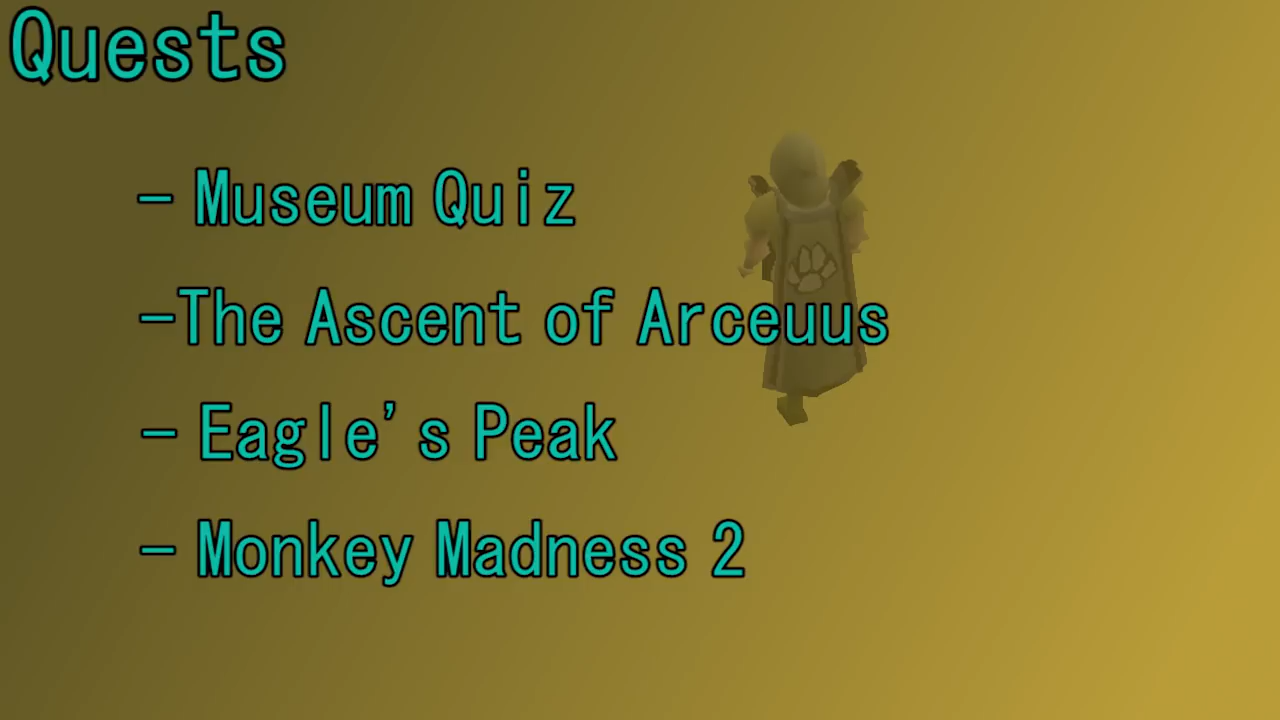 Quests
- Museum Quiz
-The Ascent of Arceuus
- Eagle's Peak
- Monkey Madness 2